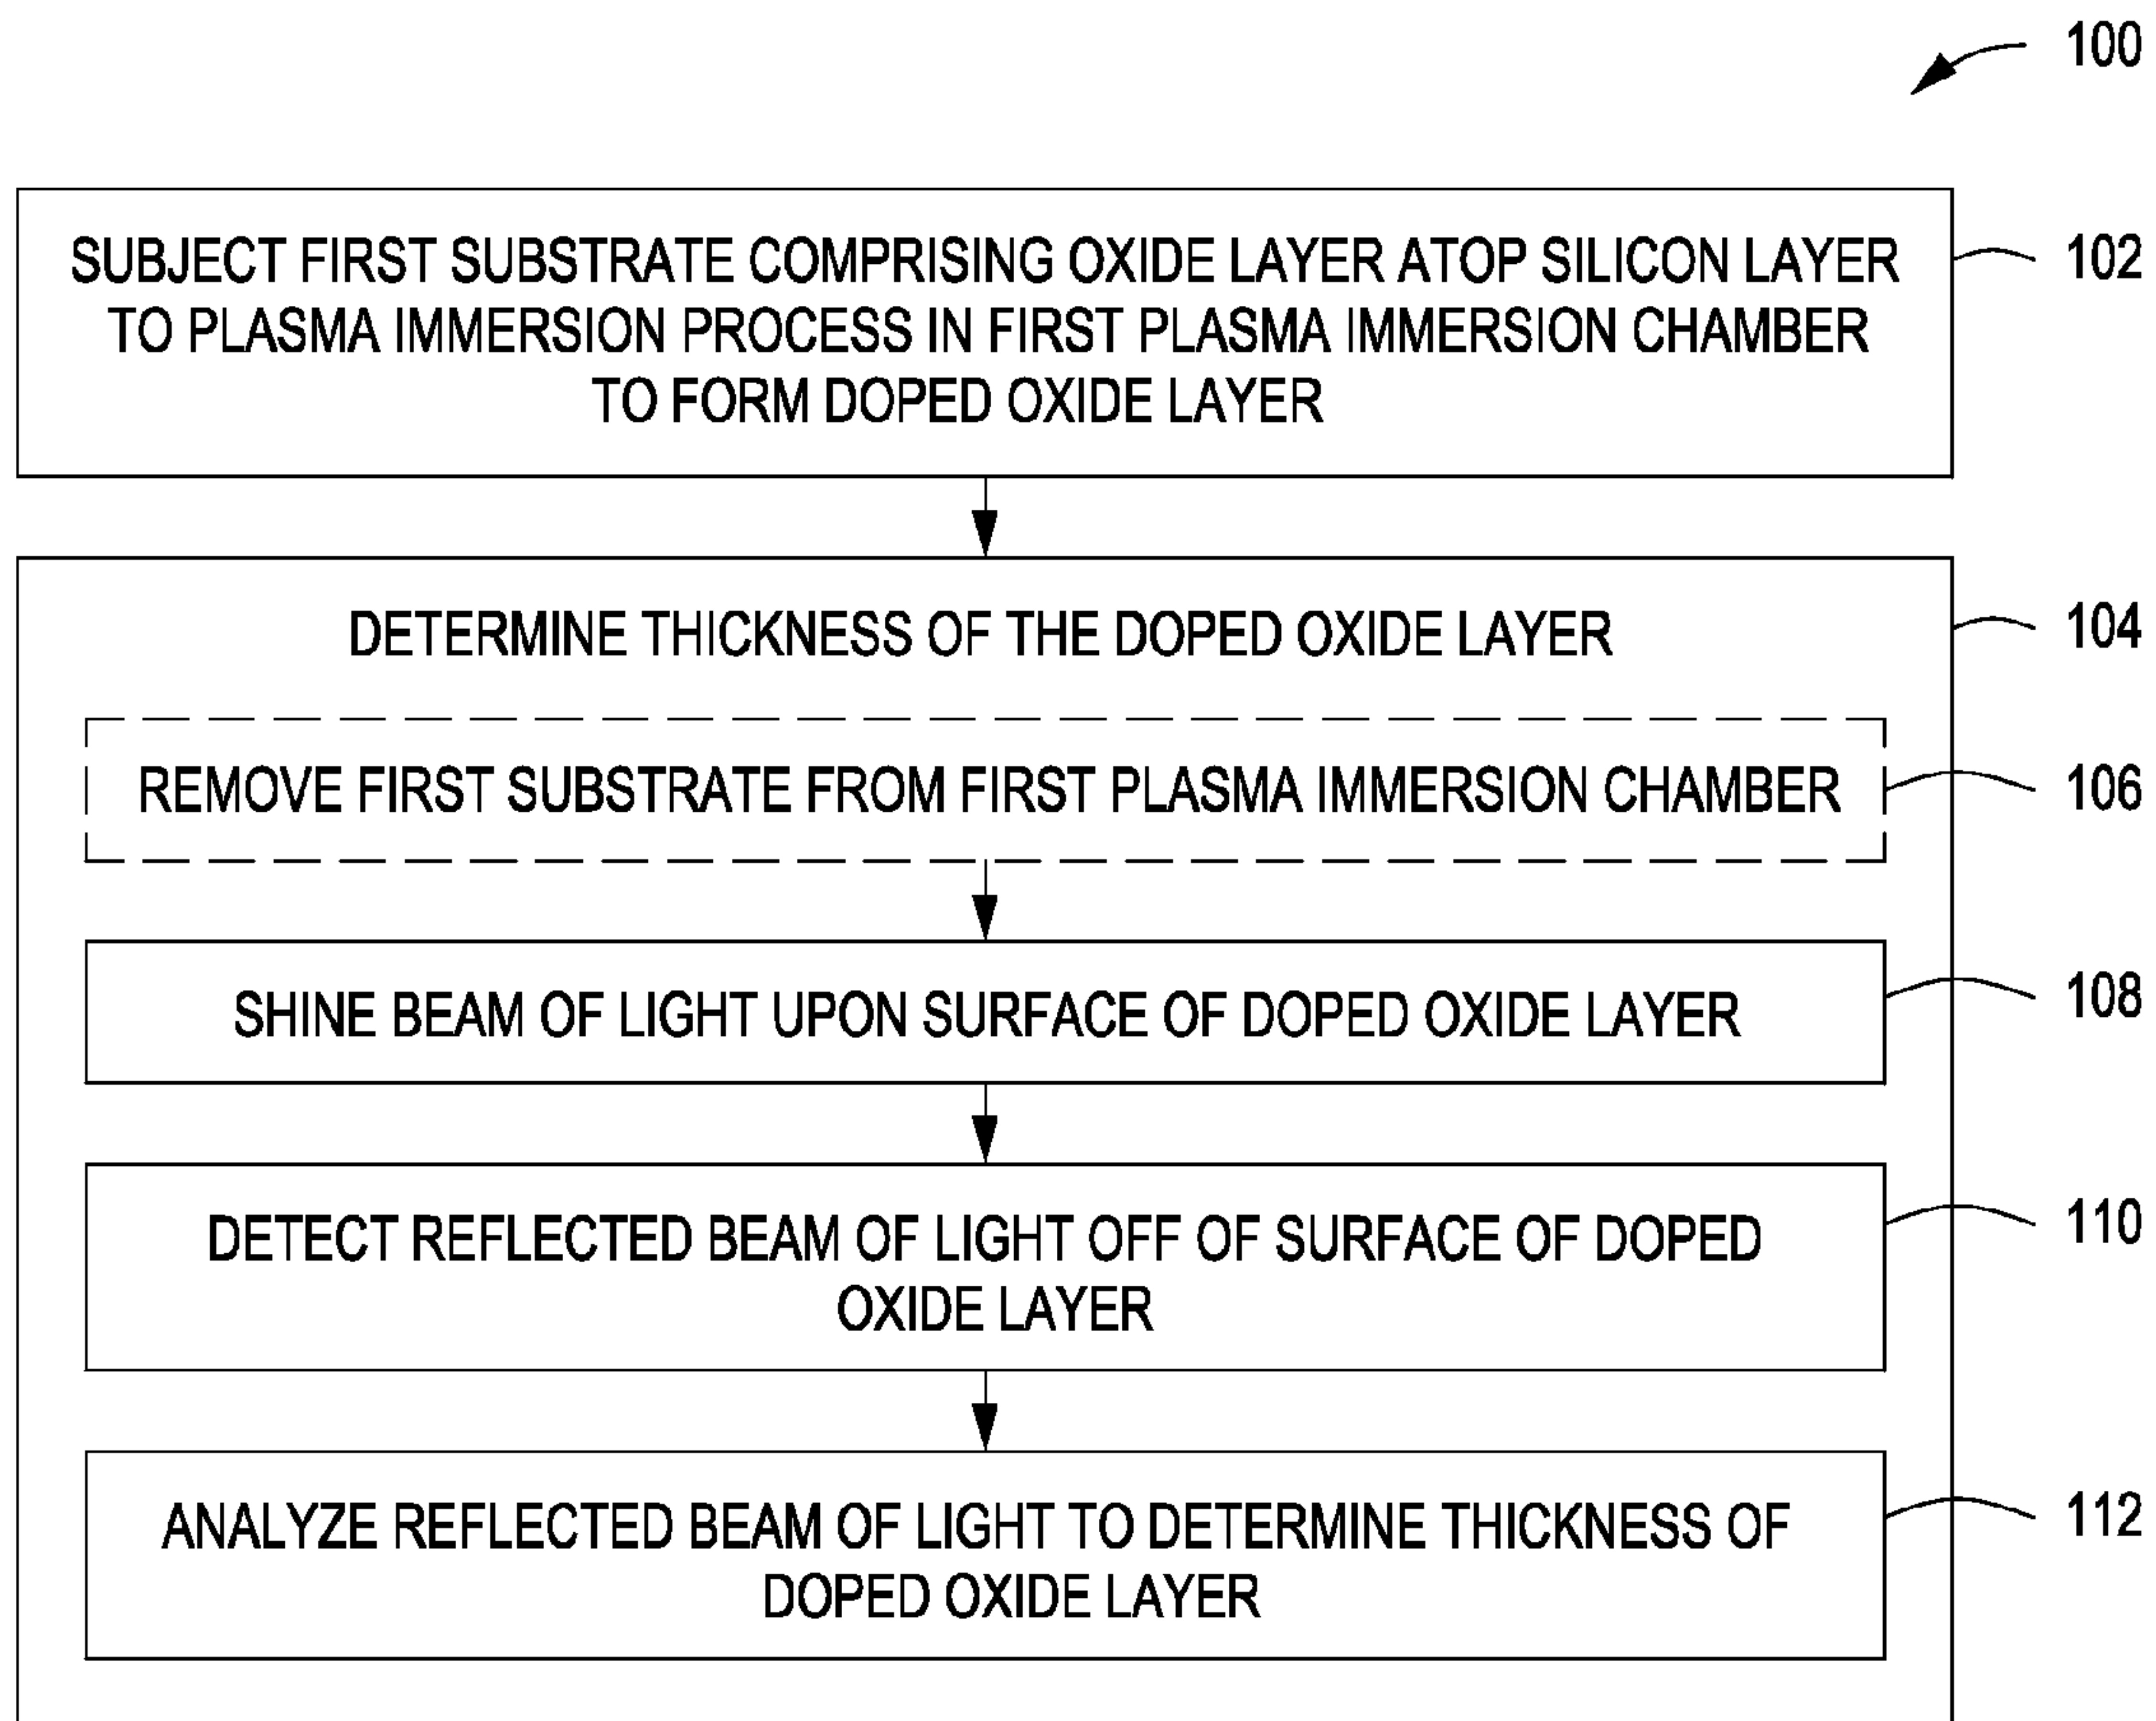 100
SUBJECT FIRST SUBSTRATE COMPRISING OXIDE LAYER ATOP SILICON LAYER
TO PLASMA IMMERSION PROCESS IN FIRST PLASMA IMMERSION CHAMBER
TO FORM DOPED OXIDE LAYER
102
DETERMINE THICKNESS OF THE DOPED OXIDE LAYER
104
REMOVE FIRST SUBSTRATE FROM FIRST PLASMA IMMERSION CHAMBER
106
SHINE BEAM OF LIGHT UPON SURFACE OF DOPED OXIDE LAYER
108
DETECT REFLECTED BEAM OF LIGHT OFF OF SURFACE OF DOPED
OXIDE LAYER
110
ANALYZE REFLECTED BEAM OF LIGHT TO DETERMINE THICKNESS OF
DOPED OXIDE LAYER
112